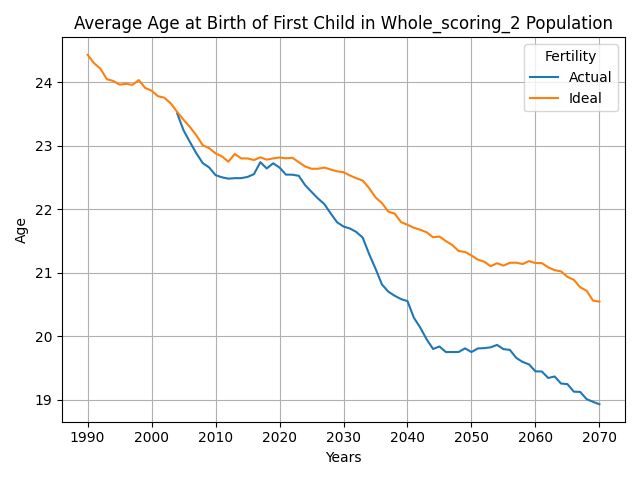 Average Age at Birth of First Child in Whole_scoring_2 Population
Fertility
Actual
Ideal
Age
24
23
22
21
20
19
1990 2000 2010 2020 2030 2040 2050 2060 2070
Years